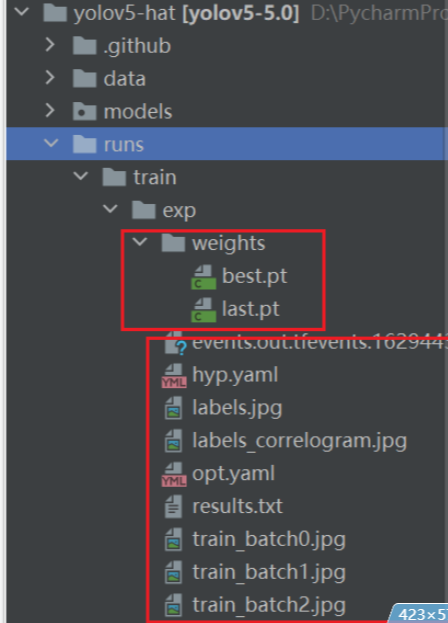 yolov5-hat [yolov5-5.0] D:\PycharmPro
.github
data
models
runs
train
exp
weights
best.pt
last.pt
events.out.tfevents.1629443
hyp.yaml
labels.jpg
labels_correlogram.jpg
opt.yaml
results.txt
train_batch0.jpg
train_batch1.jpg
train_batch2.jpg
423×5